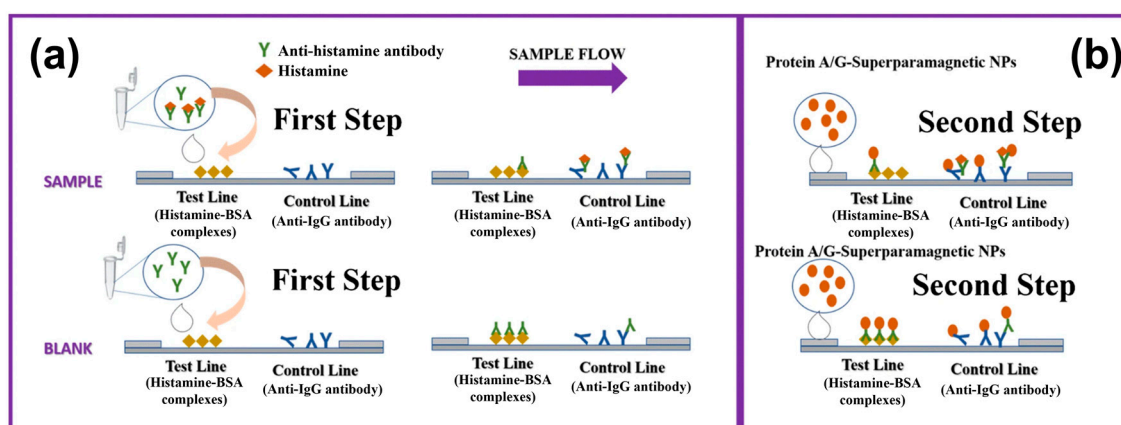 (a)
Anti-histamine antibody
Histamine
SAMPLE FLOW
First Step
SAMPLE
Test Line
(Histamine-BSA
complexes)
Control Line
(Anti-IgG antibody)
Test Line
(Histamine-BSA
complexes)
Control Line
(Anti-IgG antibody)
First Step
BLANK
Test Line
(Histamine-BSA
complexes)
Control Line
(Anti-IgG antibody)
Test Line
(Histamine-BSA
complexes)
Control Line
(Anti-IgG antibody)
(b)
Protein A/G-Superparamagnetic NPs
Second Step
Test Line
(Histamine-BSA
complexes)
Control Line
(Anti-IgG antibody)
Protein A/G-Superparamagnetic NPs
Second Step
Test Line
(Histamine-BSA
complexes)
Control Line
(Anti-IgG antibody)